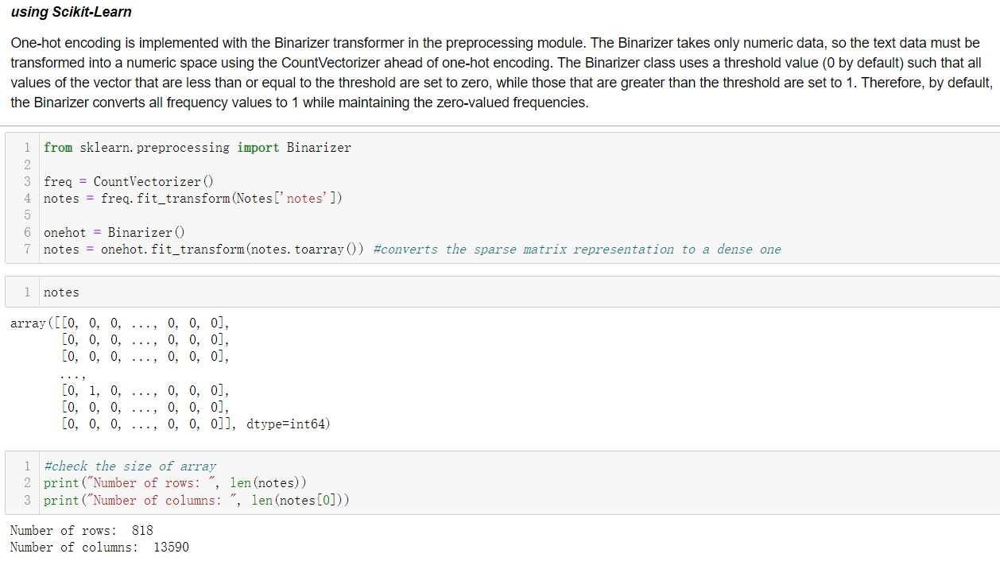 using Scikit-Learn
One-hot encoding is implemented with the Binarizer transformer in the preprocessing module. The Binarizer takes only numeric data, so the text data must be
transformed into a numeric space using the CountVectorizer ahead of one-hot encoding. The Binarizer class uses a threshold value (0 by default) such that all
values of the vector that are less than or equal to the threshold are set to zero, while those that are greater than the threshold are set to 1. Therefore, by default,
the Binarizer converts all frequency values to 1 while maintaining the zero-valued frequencies.
1 from sklearn.preprocessing import Binarizer
2
3 freq = CountVectorizer()
4 notes = freq.fit_transform(Notes['notes'])
5
6 onehot = Binarizer()
7 notes = onehot.fit_transform(notes.toarray()) #converts the sparse matrix representation to a dense one
1 notes
array([[0, 0, 0, ..., 0, 0, 0],
[0, 0, 0, ..., 0, 0, 0],
[0, 0, 0, ..., 0, 0, 0],
...,
[0, 1, 0, ..., 0, 0, 0],
[0, 0, 0, ..., 0, 0, 0],
[0, 0, 0, ..., 0, 0, 0]], dtype=int64)
1 #check the size of array
2 print("Number of rows: ", len(notes))
3 print("Number of columns: ", len(notes[0]))
Number of rows:  818
Number of columns:  13590